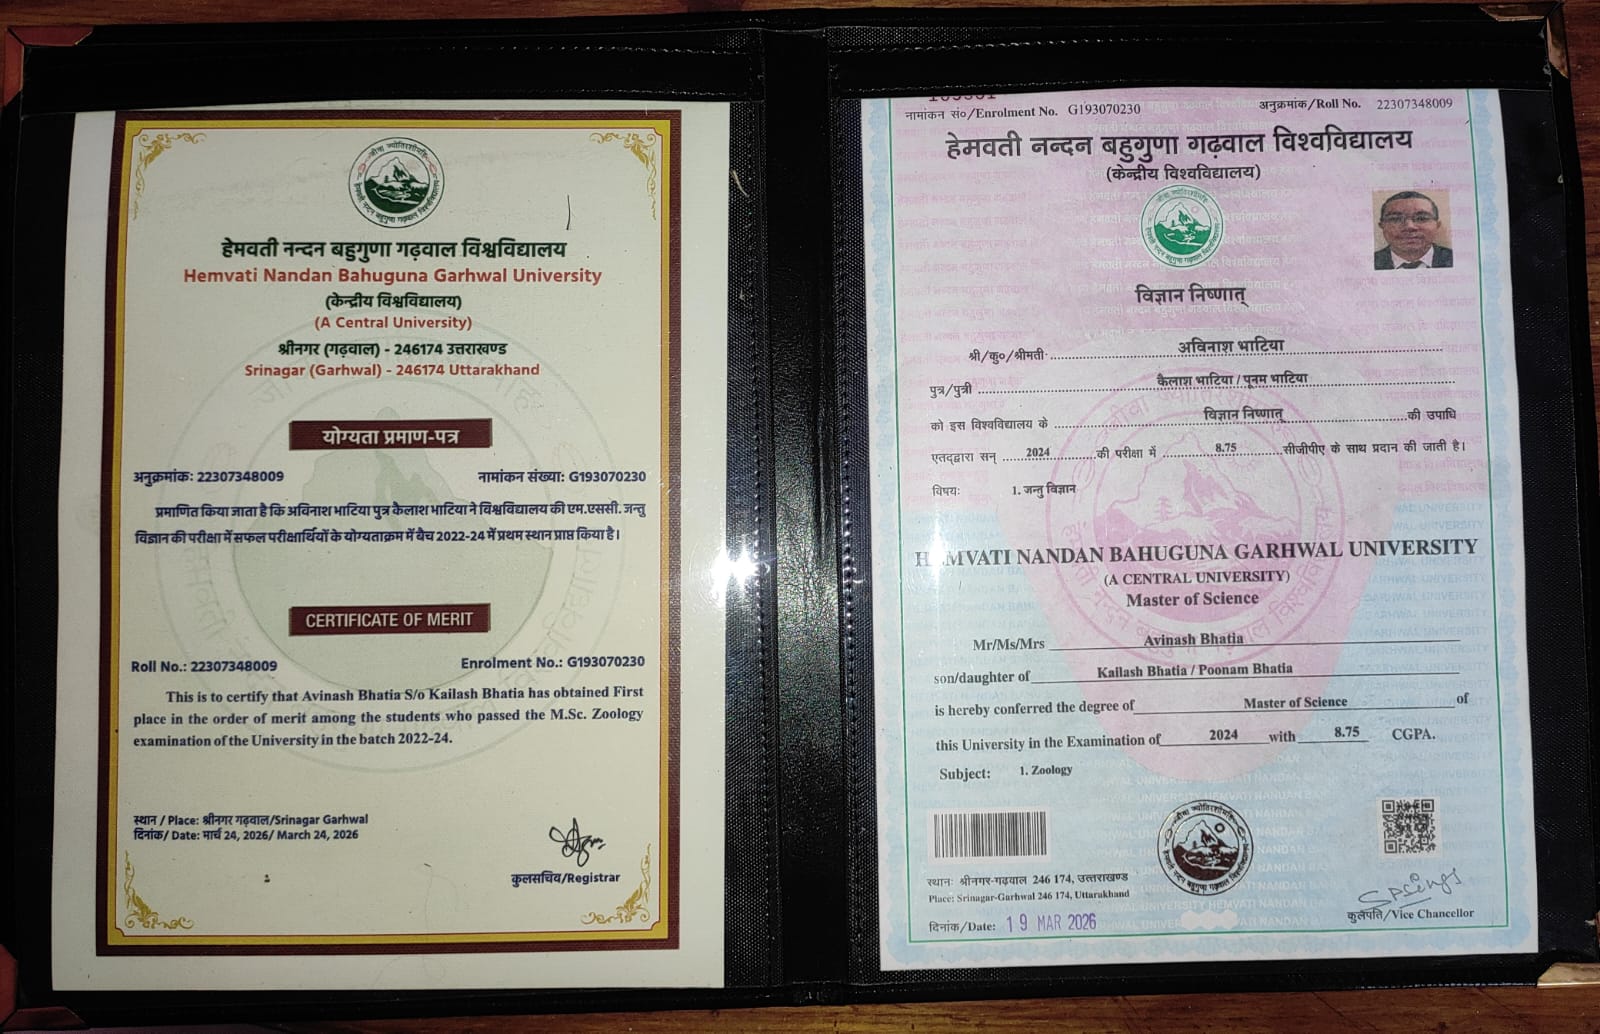 हेमवती नन्दन बहुगुणा गढ़वाल विश्वविद्यालय
Hemvati Nandan Bahuguna Garhwal University
(केन्द्रीय विश्वविद्यालय)
(A Central University)
श्रीनगर (गढ़वाल) - 246174 उत्तराखण्ड
Srinagar (Garhwal) - 246174 Uttarakhand
योग्यता प्रमाण-पत्र
अनुक्रमांक: 22307348009 नामांकन संख्या: G193070230
प्रमाणित किया जाता है कि अविनाश भाटिया पुत्र कैलाश भाटिया ने विश्वविद्यालय की एम.एससी. जन्तु
विज्ञान की परीक्षा में सफल परीक्षार्थियों के योग्यताक्रम में बैच 2022-24 में प्रथम स्थान प्राप्त किया है।
CERTIFICATE OF MERIT
Roll No.: 22307348009 Enrolment No.: G193070230
This is to certify that Avinash Bhatia S/o Kailash Bhatia has obtained First
place in the order of merit among the students who passed the M.Sc. Zoology
examination of the University in the batch 2022-24.
स्थान / Place: श्रीनगर गढ़वाल/Srinagar Garhwal
दिनांक/ Date: मार्च 24, 2026/ March 24, 2026
कुलसचिव/Registrar
नामांकन सं०/Enrolment No. G193070230 अनुक्रमांक/Roll No. 22307348009
हेमवती नन्दन बहुगुणा गढ़वाल विश्वविद्यालय
(केन्द्रीय विश्वविद्यालय)
विज्ञान निष्णात्
श्री/कु०/श्रीमती अविनाश भाटिया
पुत्र/पुत्री कैलाश भाटिया / पूनम भाटिया
को इस विश्वविद्यालय के विज्ञान निष्णात् की उपाधि
एतद्द्वारा सन् 2024 की परीक्षा में 8.75 सीजीपीए के साथ प्रदान की जाती है।
विषय: 1. जन्तु विज्ञान
HEMVATI NANDAN BAHUGUNA GARHWAL UNIVERSITY
(A CENTRAL UNIVERSITY)
Master of Science
Mr/Ms/Mrs Avinash Bhatia
son/daughter of Kailash Bhatia / Poonam Bhatia
is hereby conferred the degree of Master of Science of
this University in the Examination of 2024 with 8.75 CGPA.
Subject: 1. Zoology
स्थान: श्रीनगर-गढ़वाल 246 174, उत्तराखण्ड
Place: Srinagar-Garhwal 246 174, Uttarakhand
दिनांक/Date: 19 MAR 2026
कुलपति/Vice Chancellor